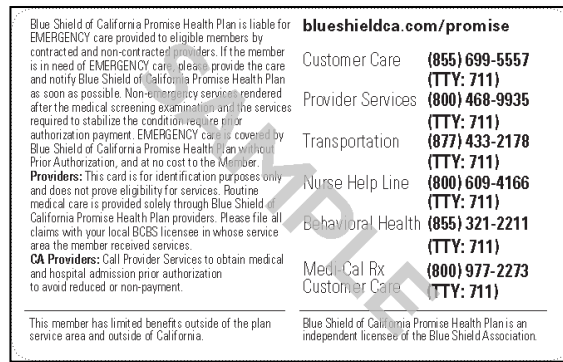 Blue Shield of California Promise Health Plan is liable for
EMERGENCY care provided to eligible members by
contracted and non-contracted providers. If the member
is in need of EMERGENCY care, please provide the care
and notify Blue Shield of California Promise Health Plan
as soon as possible. Non-emergency services rendered
after the medical screening examination and the services
required to stabilize the condition require prior
authorization payment. EMERGENCY care is covered by
Blue Shield of California Promise Health Plan without
Prior Authorization, and at no cost to the Member.
Providers: This card is for identification purposes only
and does not prove eligibility for services. Routine
medical care is provided solely through Blue Shield of
California Promise Health Plan providers. Please file all
claims with your local BCBS licensee in whose service
area the member received services.
CA Providers: Call Provider Services to obtain medical
and hospital admission prior authorization
to avoid reduced or non-payment.
This member has limited benefits outside of the plan
service area and outside of California.
blueshieldca.com/promise
Customer Care (855) 699-5557
(TTY: 711)
Provider Services (800) 468-9935
(TTY: 711)
Transportation (877) 433-2178
(TTY: 711)
Nurse Help Line (800) 609-4166
(TTY: 711)
Behavioral Health (855) 321-2211
(TTY: 711)
Medi-Cal Rx (800) 977-2273
Customer Care (TTY: 711)
Blue Shield of California Promise Health Plan is an
independent licensee of the Blue Shield Association.
SAMPLE